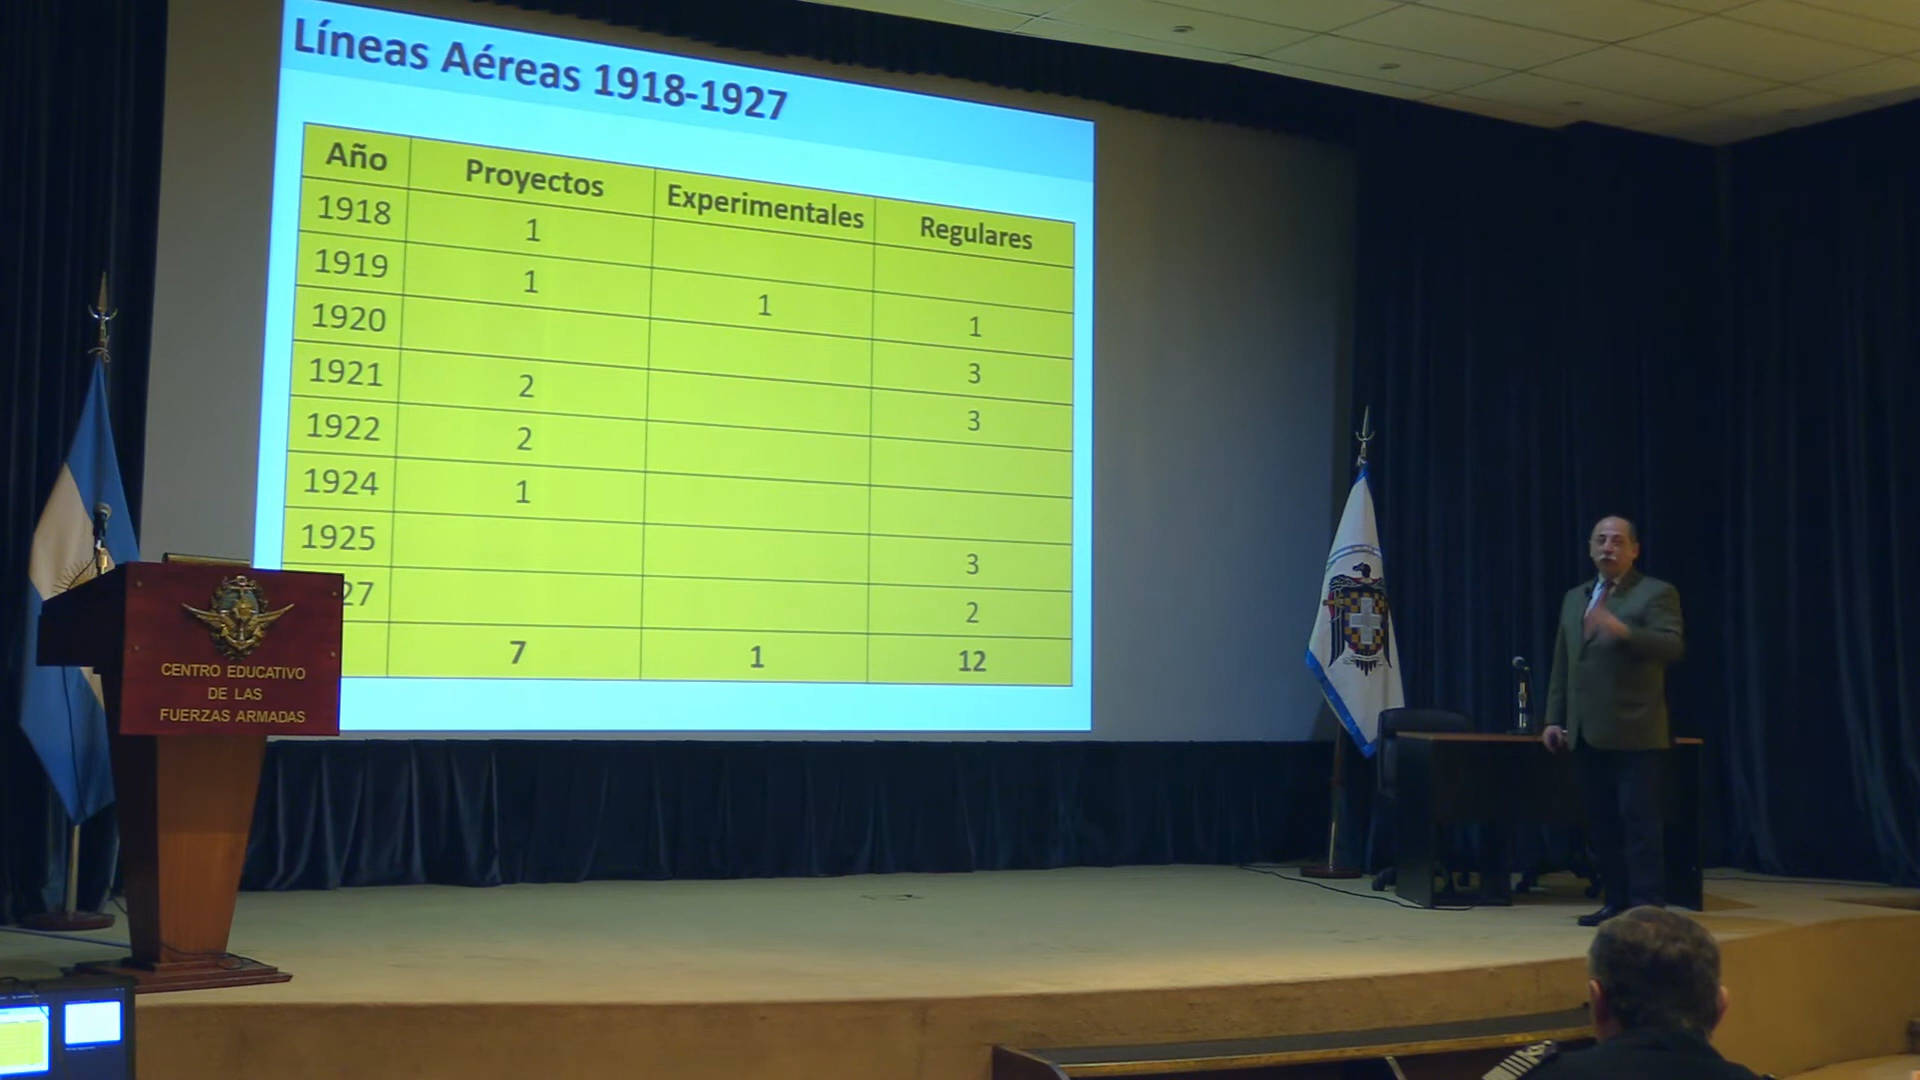 Líneas Aéreas 1918-1927
Año Proyectos Experimentales Regulares
1918 1
1919 1 1 1
1920 3
1921 2 3
1922 2
1924 1
1925 3
27 2
7 1 12
CENTRO EDUCATIVO
DE LAS
FUERZAS ARMADAS